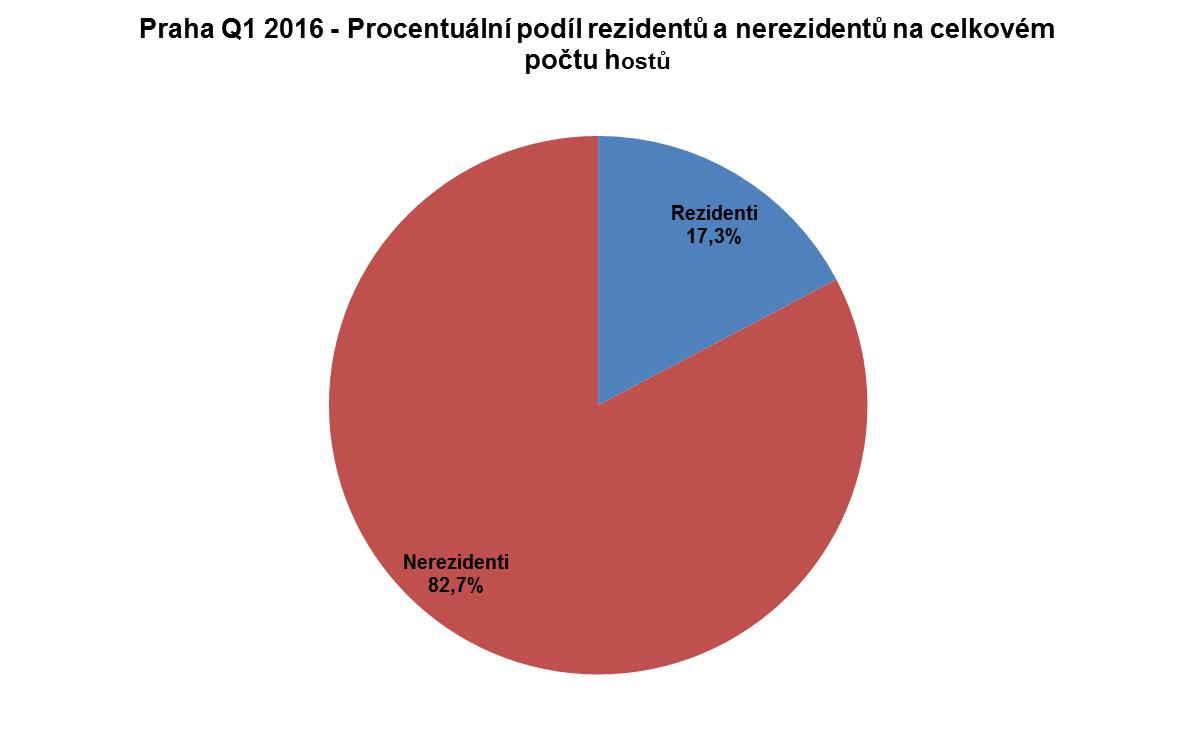 Praha Q1 2016 - Procentuální podíl rezidentů a nerezidentů na celkovém
počtu hostů
Rezidenti
17,3%
Nerezidenti
82,7%